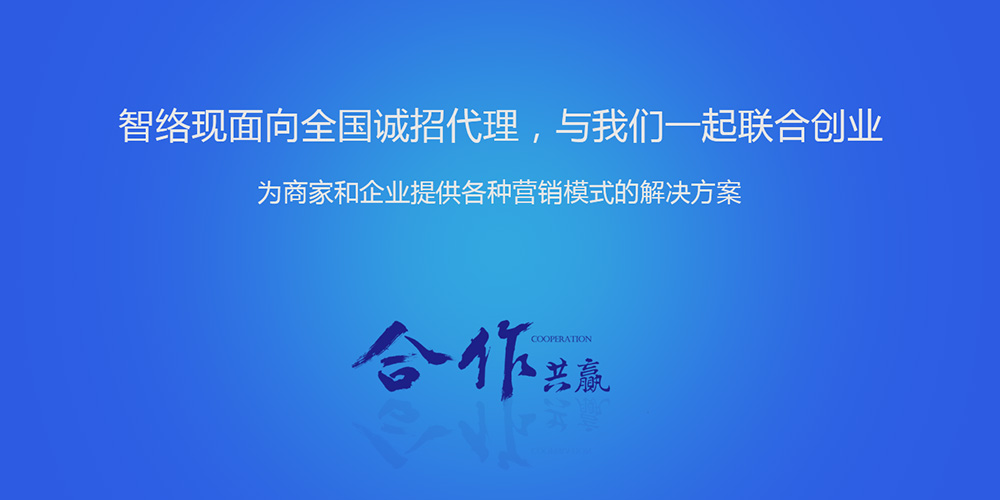 智络现面向全国诚招代理，与我们一起联合创业
为商家和企业提供各种营销模式的解决方案
合作共赢
COOPERATION